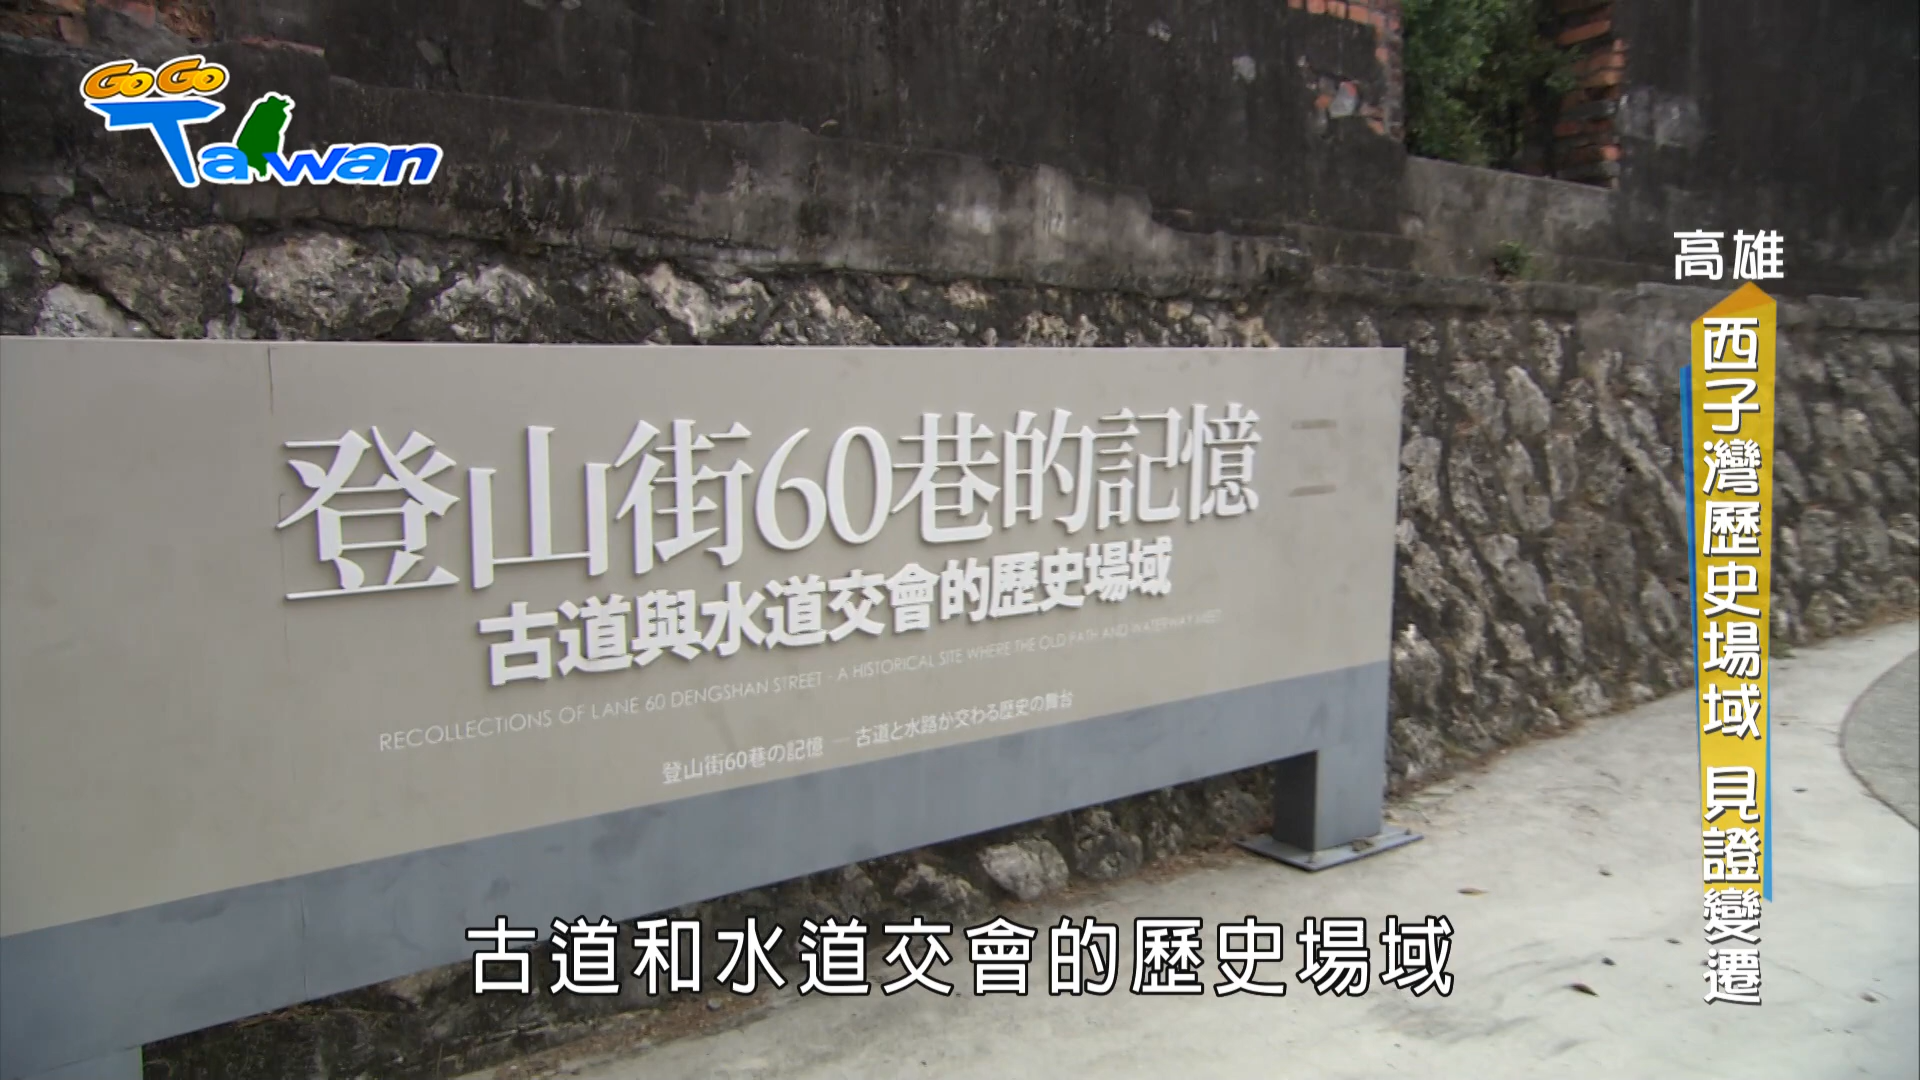 GoGo
Taiwan
高雄
西子灣歷史場域 見證變遷
登山街60巷的記憶
古道與水道交會的歷史場域
RECOLLECTIONS OF LANE 60 DENGSHAN STREET - A HISTORICAL SITE WHERE THE OLD PATH AND WATERWAY MEET
登山街60巷の記憶 — 古道と水路が交わる歴史の舞台
古道和水道交會的歷史場域